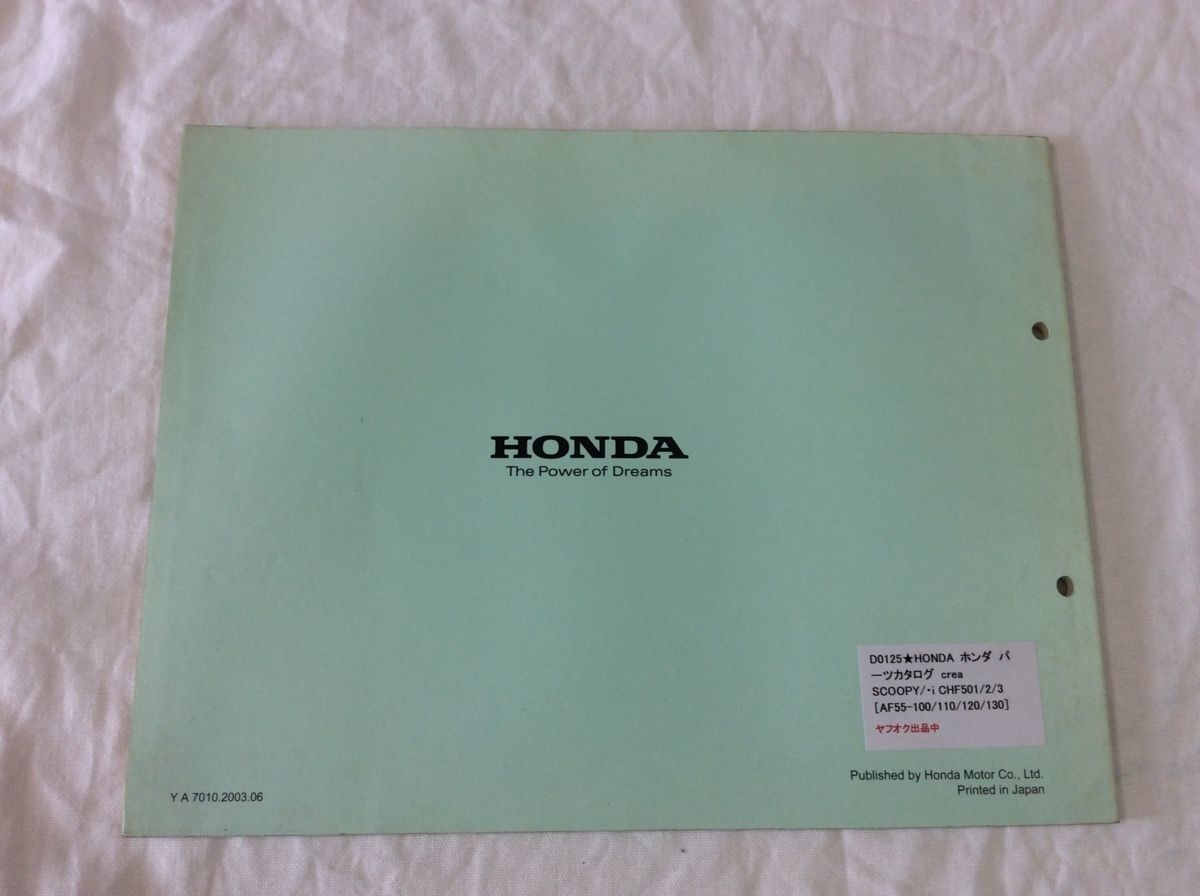 HONDA
The Power of Dreams
D0125★HONDA ホンダ パ
ーツカタログ crea
SCOOPY/・i CHF501/2/3
[AF55-100/110/120/130]
ヤフオク出品中
Published by Honda Motor Co., Ltd.
Printed in Japan
Y A 7010.2003.06